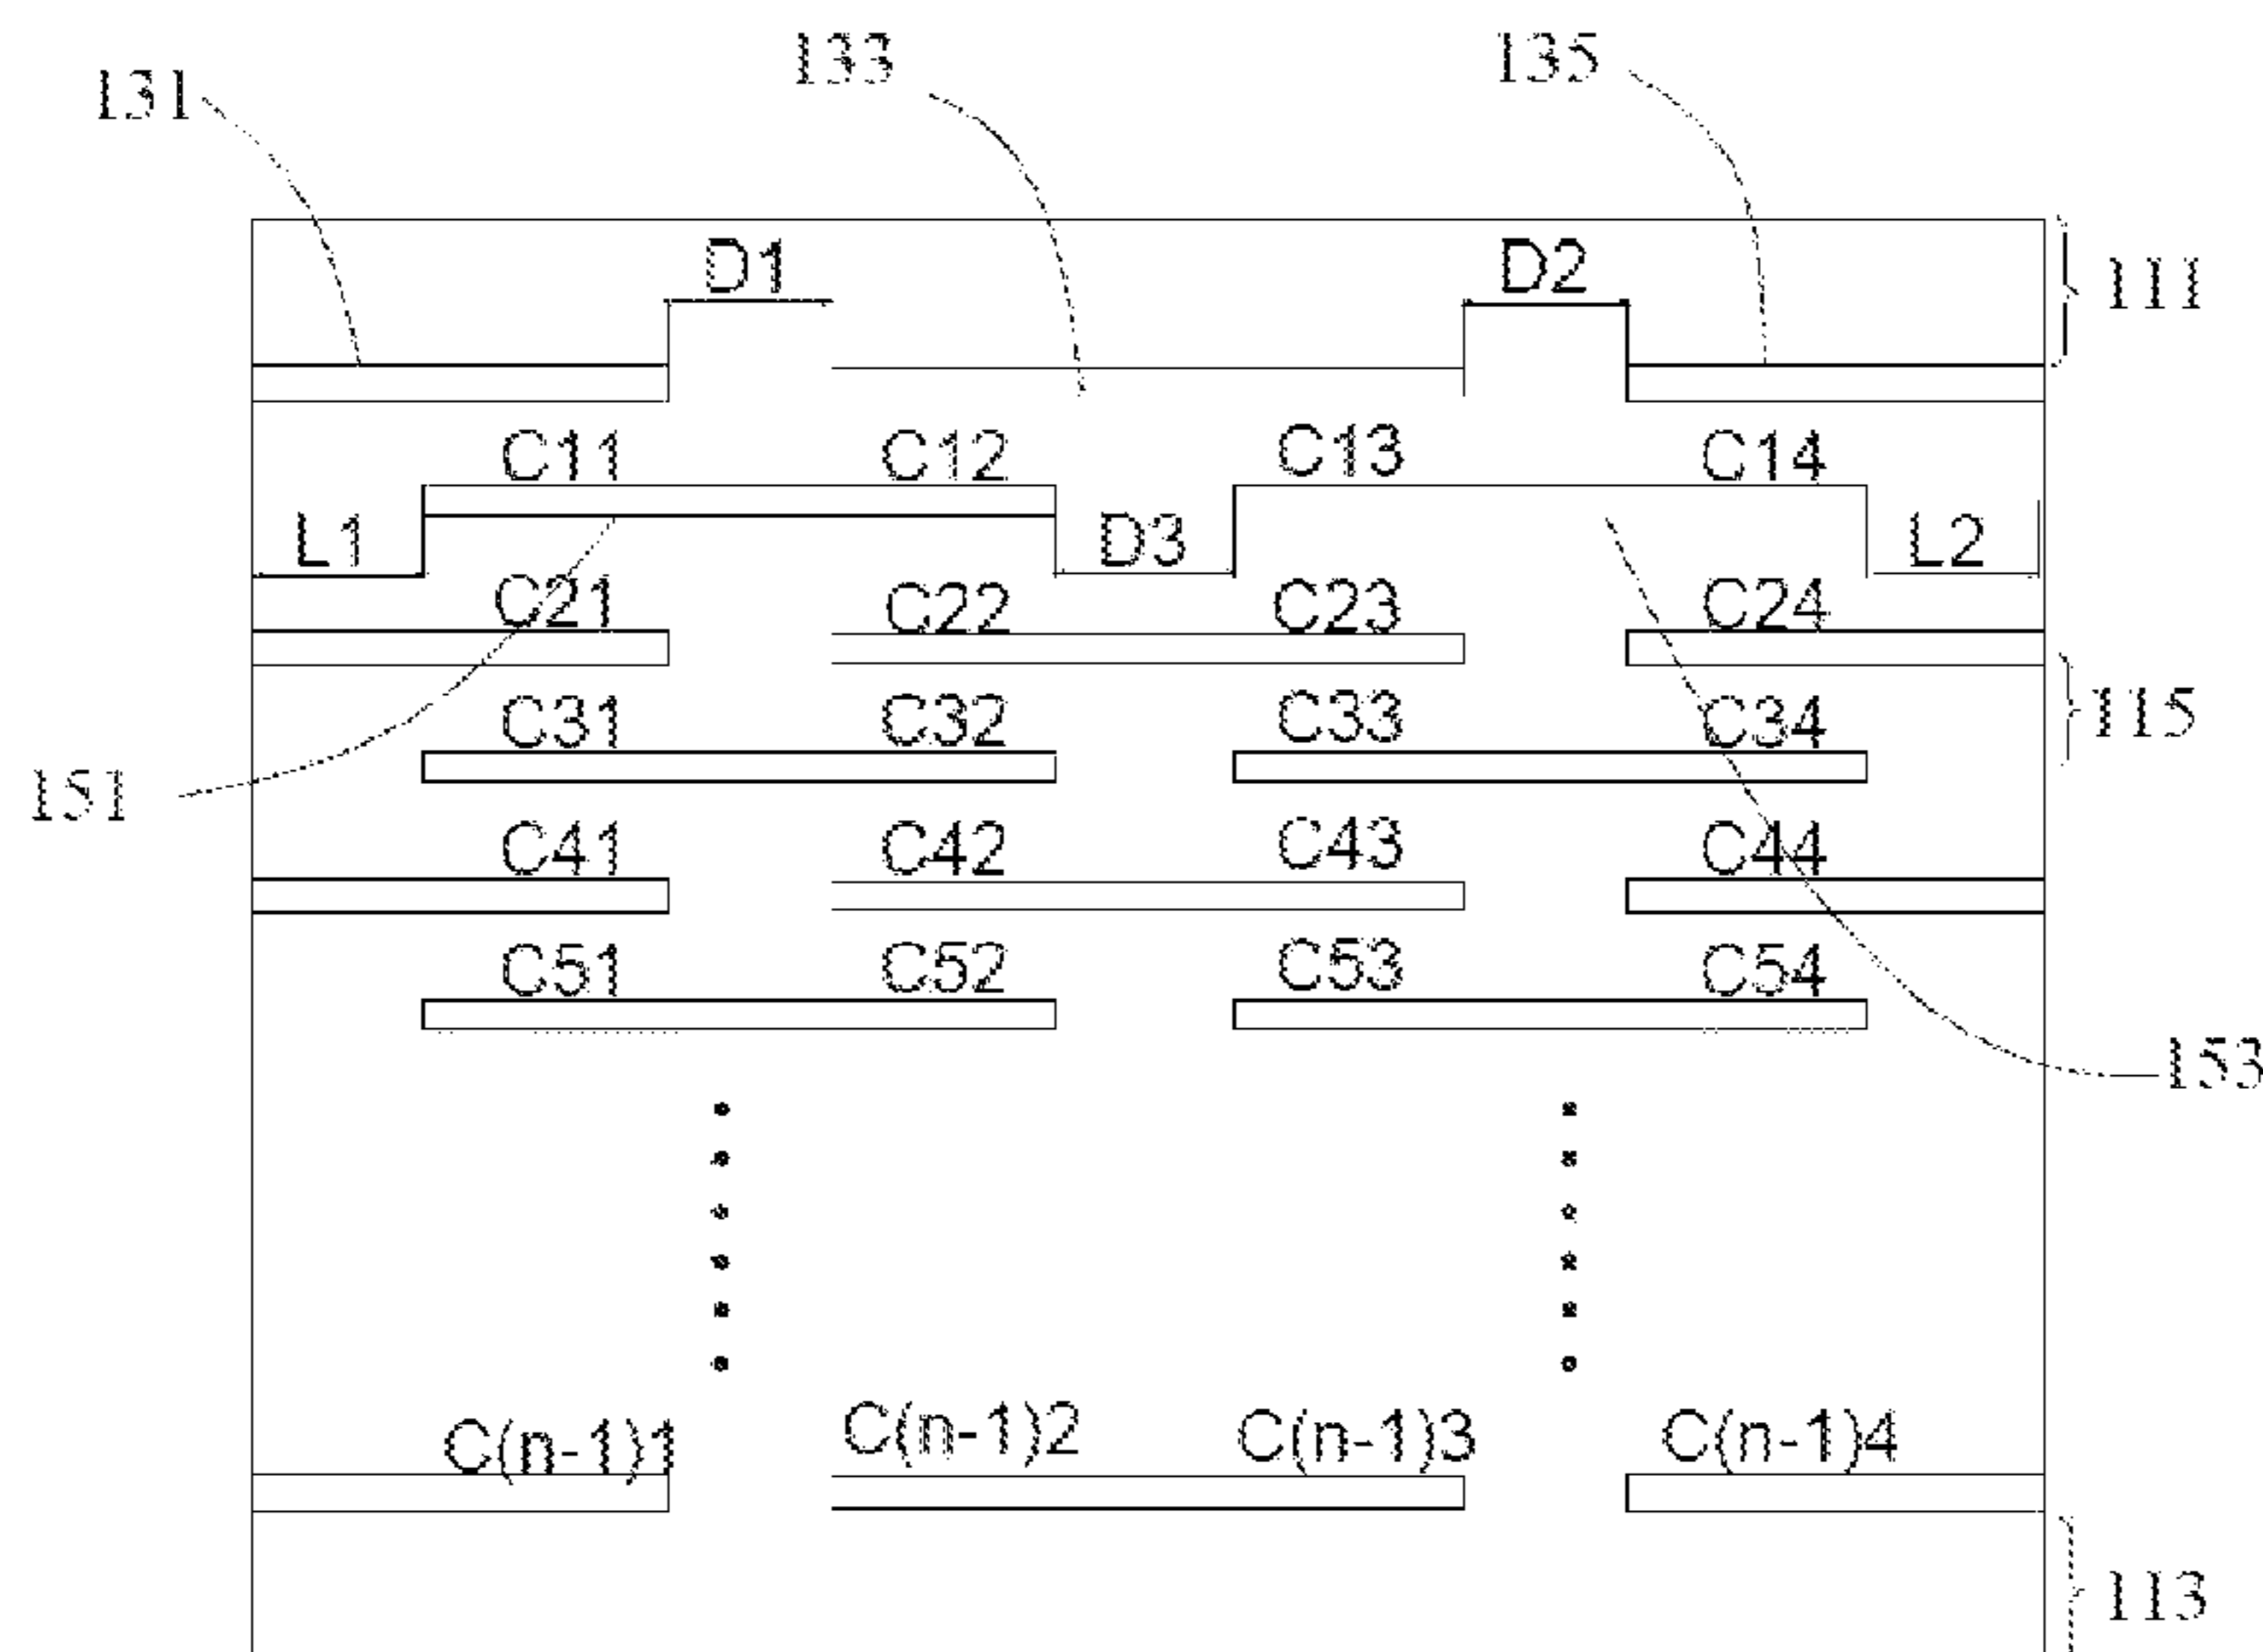 131
133
135
D1
D2
111
C11
C12
C13
C14
L1
D3
L2
C21
C22
C23
C24
C31
C32
C33
C34
115
151
C41
C42
C43
C44
C51
C52
C53
C54
153
C(n-1)1
C(n-1)2
C(n-1)3
C(n-1)4
113